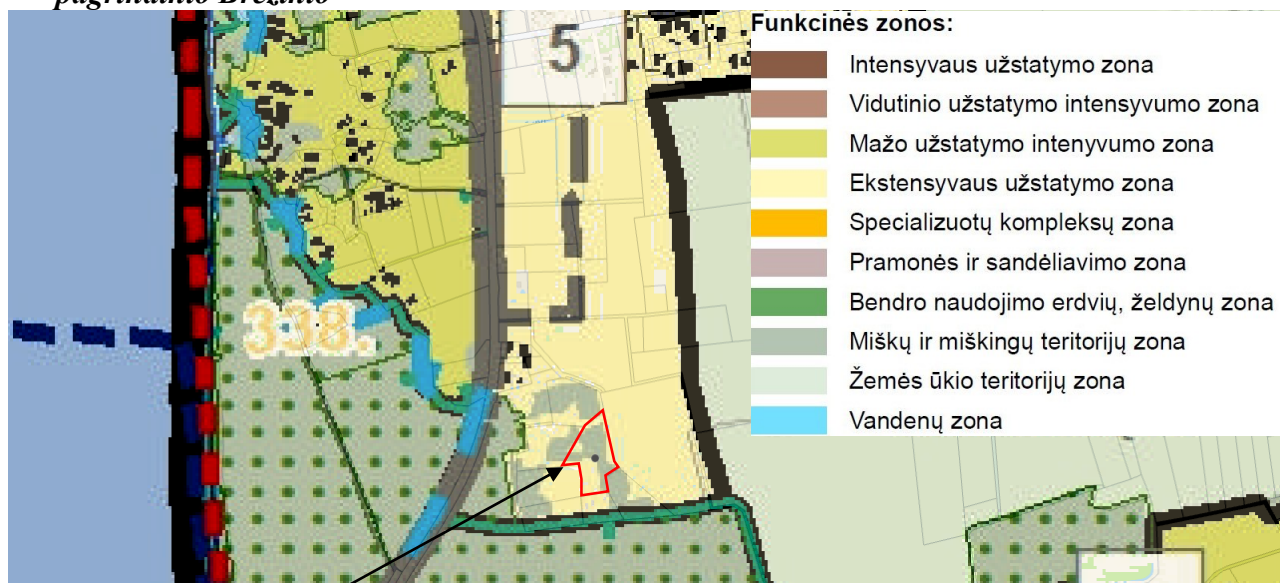 pagrindinio Brėžinio
Funkcinės zonos:
Intensyvaus užstatymo zona
Vidutinio užstatymo intensyvumo zona
Mažo užstatymo intenyvumo zona
Ekstensyvaus užstatymo zona
Specializuotų kompleksų zona
Pramonės ir sandėliavimo zona
Bendro naudojimo erdvių, želdynų zona
Miškų ir miškingų teritorijų zona
Žemės ūkio teritorijų zona
Vandenų zona
5
338.